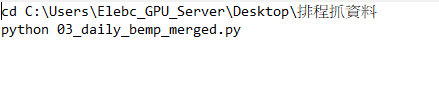 cd C:\Users\Elebc_GPU_Server\Desktop\排程抓資料
python 03_daily_bemp_merged.py